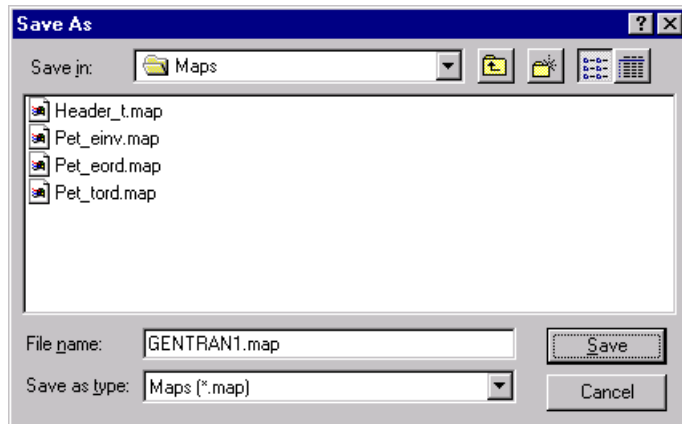 Save As
Save in: Maps
Header_t.map
Pet_einv.map
Pet_eord.map
Pet_tord.map
File name: GENTRAN1.map Save
Save as type: Maps (*.map) Cancel